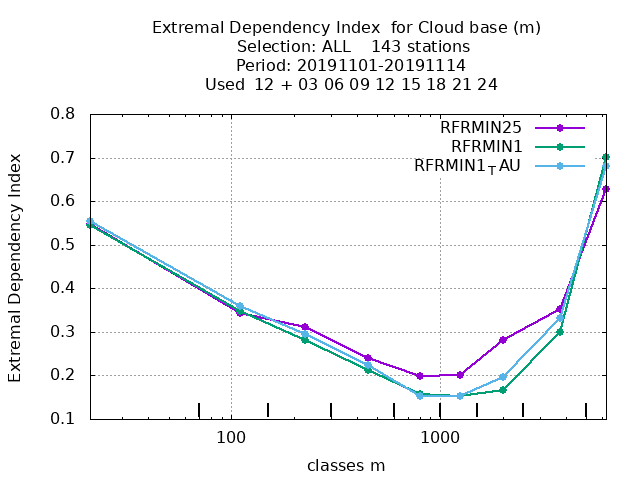 Extremal Dependency Index  for Cloud base (m)
Selection: ALL    143 stations
Period: 20191101-20191114
Used  12 + 03 06 09 12 15 18 21 24
RFRMIN25
RFRMIN1
RFRMIN1TAU
Extremal Dependency Index
0.8
0.7
0.6
0.5
0.4
0.3
0.2
0.1
100 1000
classes m